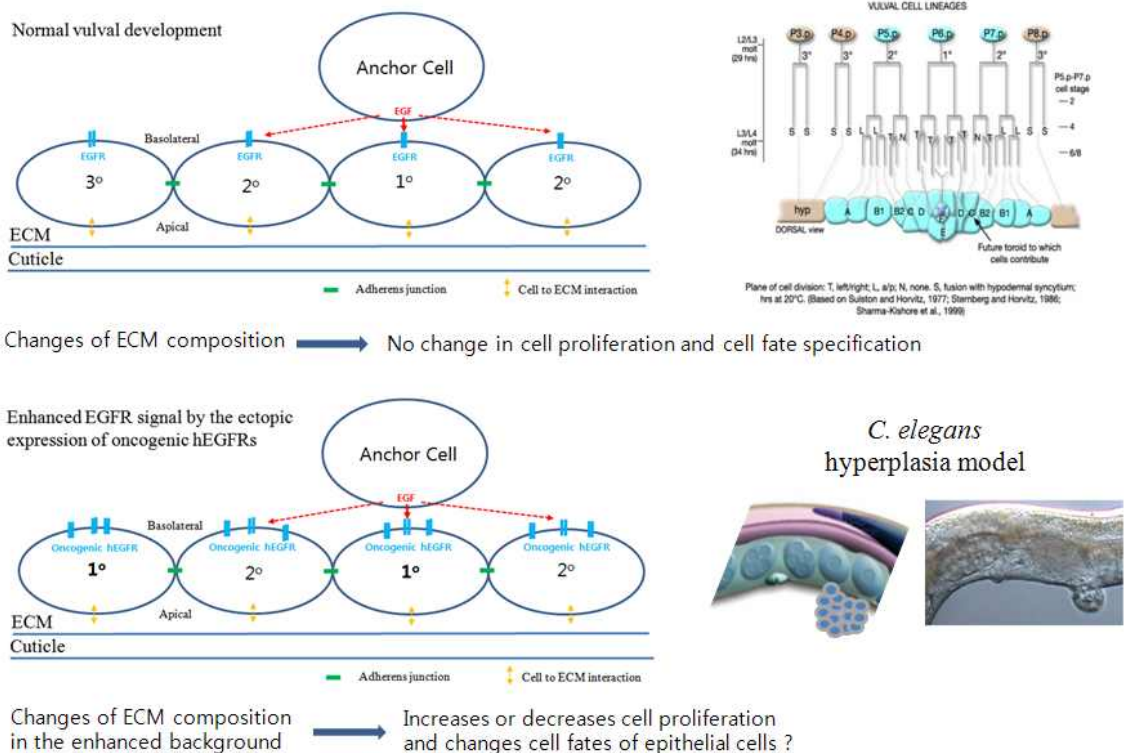 Normal vulval development
Anchor Cell
EGF
Basolateral
EGFR
EGFR
EGFR
EGFR
3º
2º
1º
2º
Apical
ECM
Cuticle
Adherens junction
Cell to ECM interaction
VULVAL CELL LINEAGES
L2/L3
molt
(29 hrs)
P3.p
P4.p
P5.p
P6.p
P7.p
P8.p
3°
3°
2°
1°
2°
3°
P5.p-P7.p
cell stage
2
4
6/8
L3/L4
molt
(34 hrs)
S S S S L L T N T T T T N T L L S S
hyp
A B1 B2 C D E D C B2 B1 A
DORSAL view
Future toroid to which
cells contribute
Plane of cell division: T, left/right; L, a/p; N, none. S, fusion with hypodermal syncytium;
hrs at 20°C. (Based on Sulston and Horvitz, 1977; Sternberg and Horvitz, 1986;
Sharma-Kishore et al., 1999)
Changes of ECM composition
No change in cell proliferation and cell fate specification
Enhanced EGFR signal by the ectopic
expression of oncogenic hEGFRs
Anchor Cell
EGF
Basolateral
Oncogenic hEGFR
Oncogenic hEGFR
Oncogenic hEGFR
Oncogenic hEGFR
1º
2º
1º
2º
Apical
ECM
Cuticle
Adherens junction
Cell to ECM interaction
C. elegans
hyperplasia model
Changes of ECM composition
in the enhanced background
Increases or decreases cell proliferation
and changes cell fates of epithelial cells ?